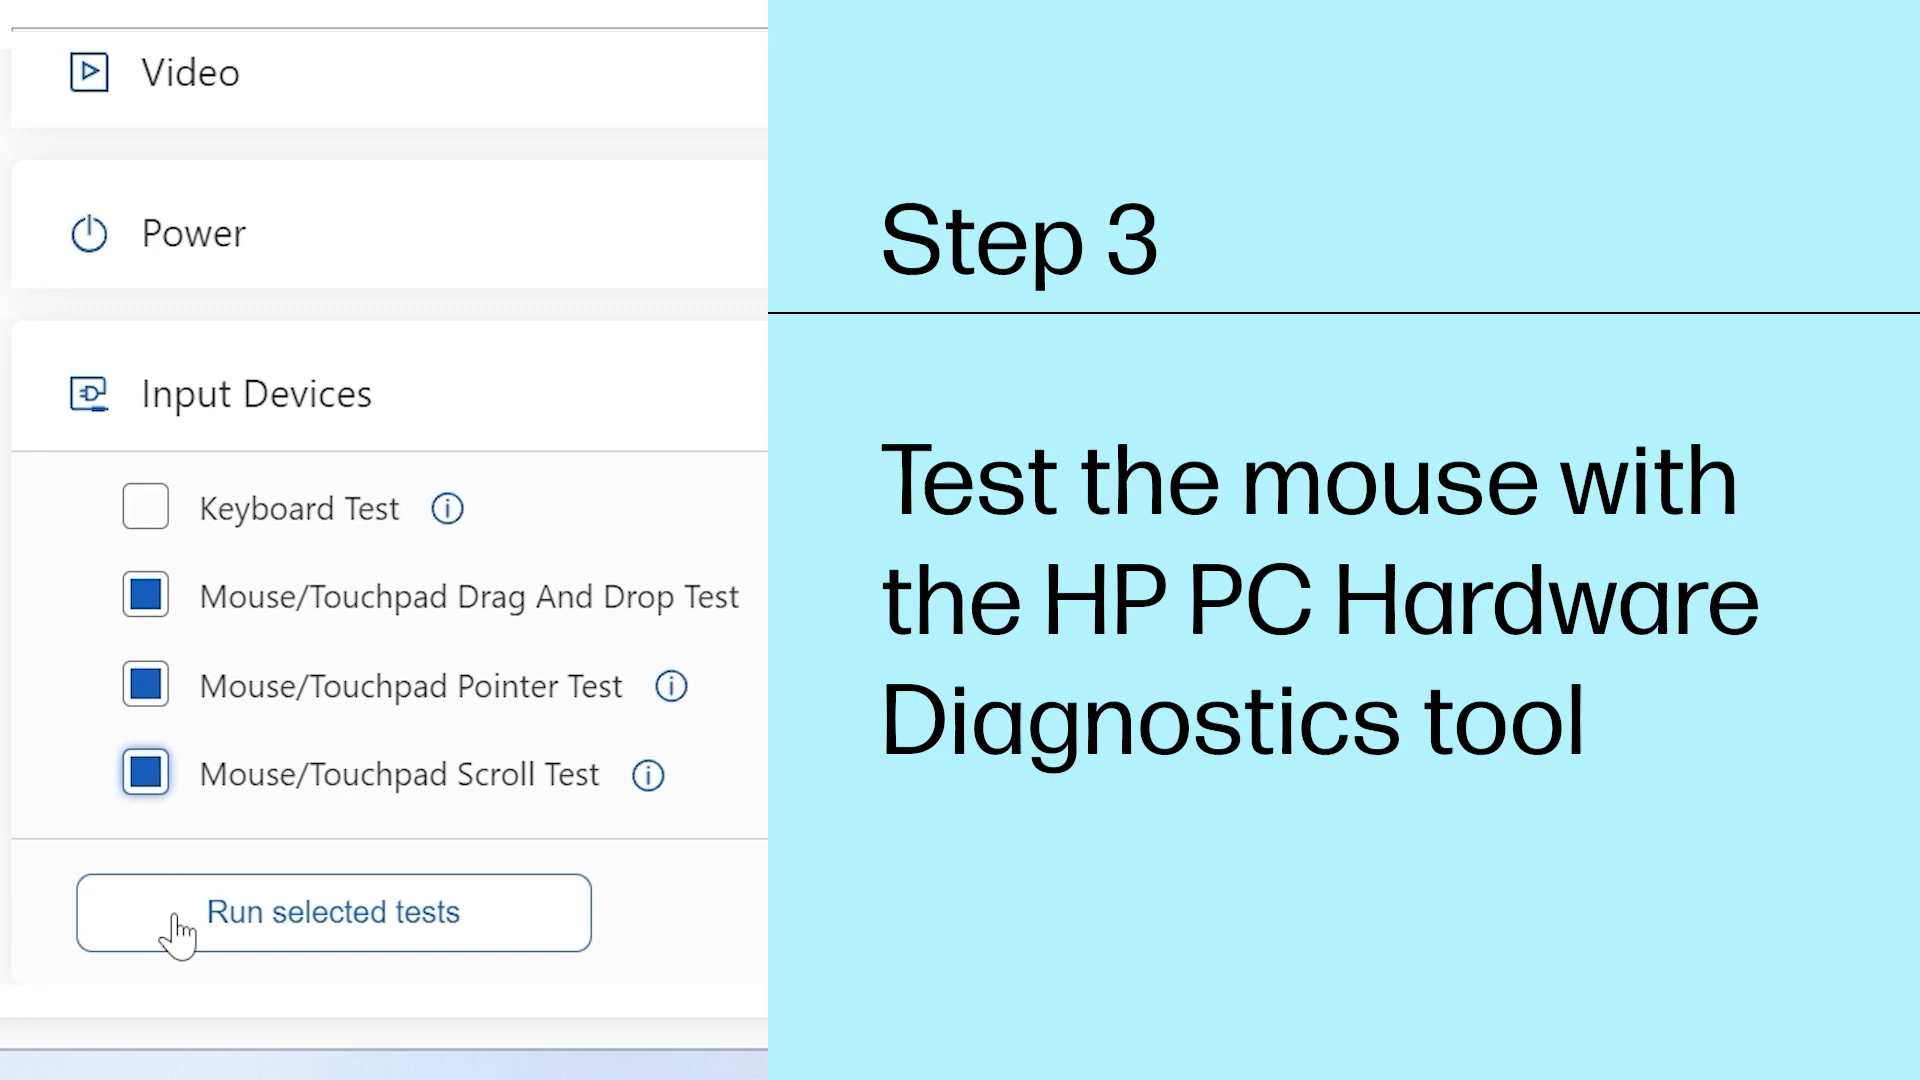 Video
Power
Input Devices
Keyboard Test
Mouse/Touchpad Drag And Drop Test
Mouse/Touchpad Pointer Test
Mouse/Touchpad Scroll Test
Run selected tests
Step 3
Test the mouse with
the HP PC Hardware
Diagnostics tool